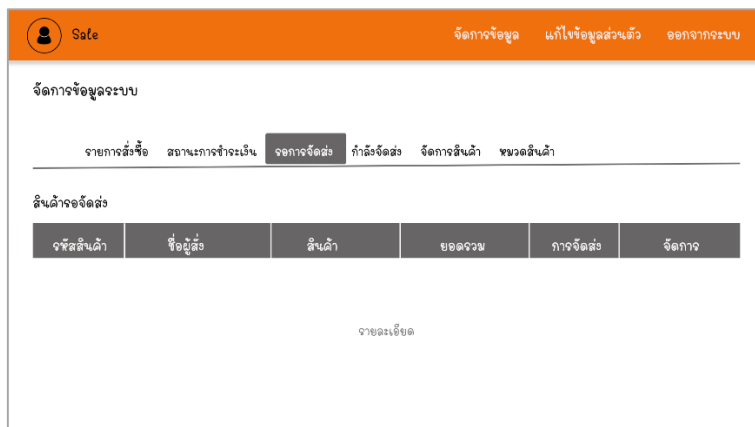 Sale จัดการข้อมูล แก้ไขข้อมูลส่วนตัว ออกจากระบบ
จัดการข้อมูลระบบ
รายการสั่งซื้อ สถานะการชำระเงิน รอการจัดส่ง กำลังจัดส่ง จัดการสินค้า หมวดสินค้า
สินค้ารอจัดส่ง
รหัสสินค้า ชื่อผู้สั่ง สินค้า ยอดรวม การจัดส่ง จัดการ
รายละเอียด